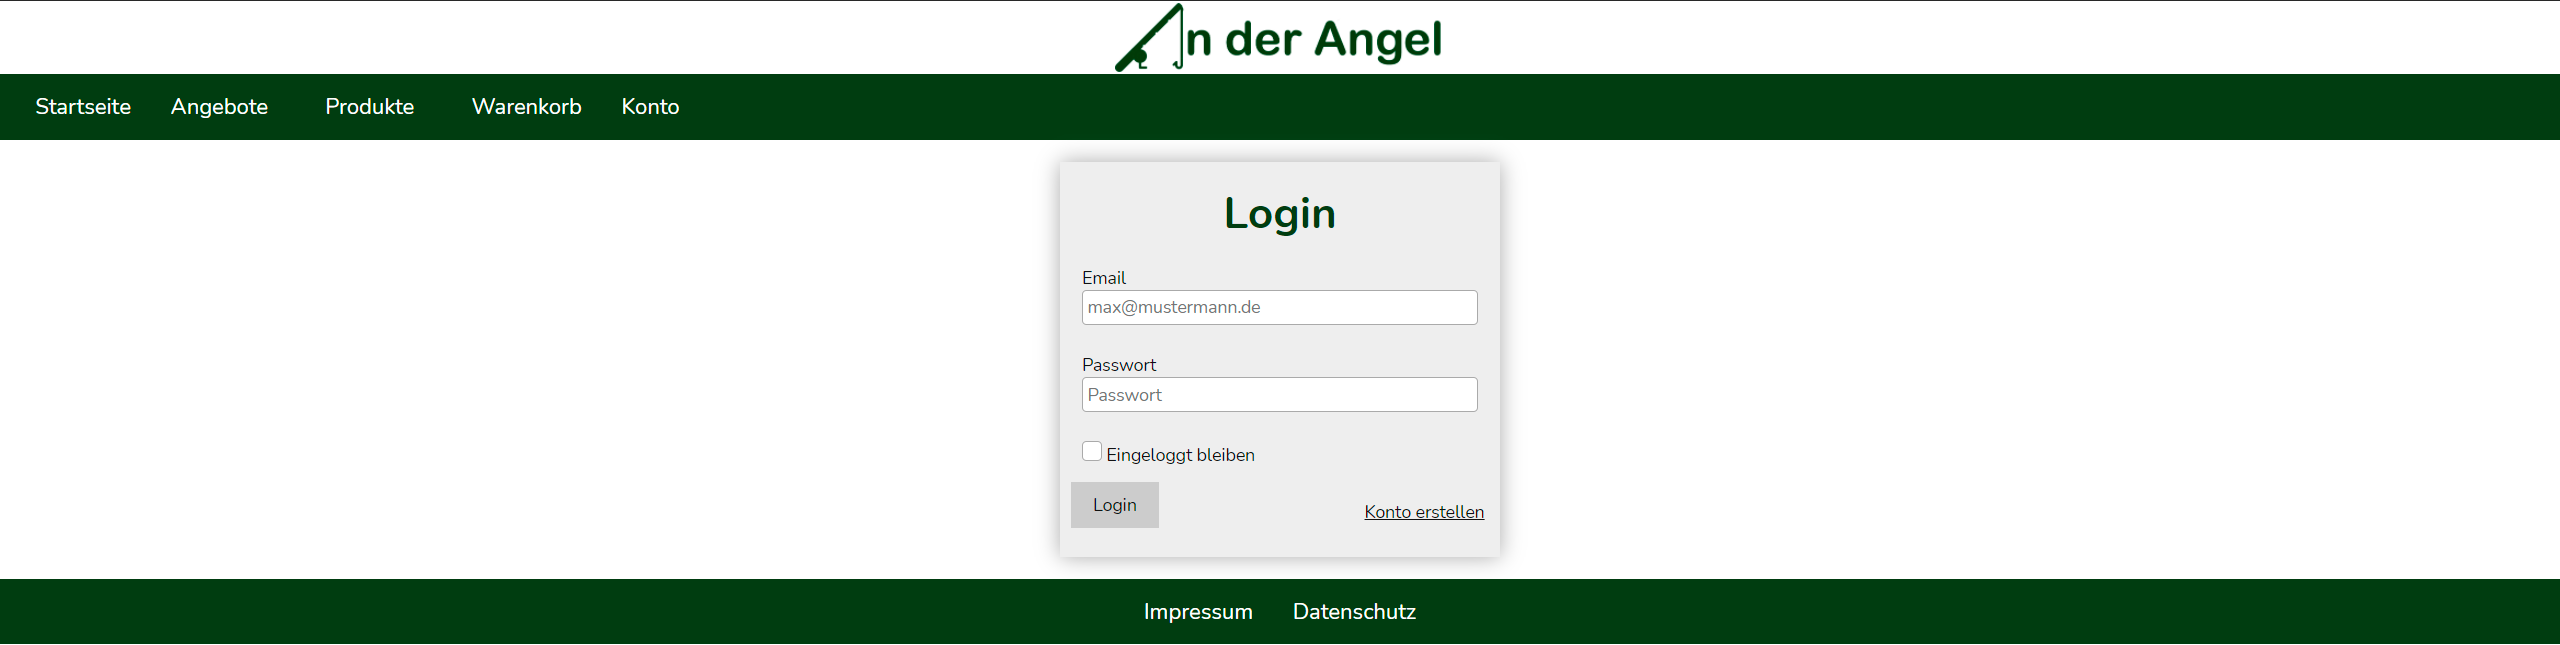 An der Angel
Startseite Angebote Produkte Warenkorb Konto
Login
Email
max@mustermann.de
Passwort
Passwort
Eingeloggt bleiben
Login Konto erstellen
Impressum Datenschutz